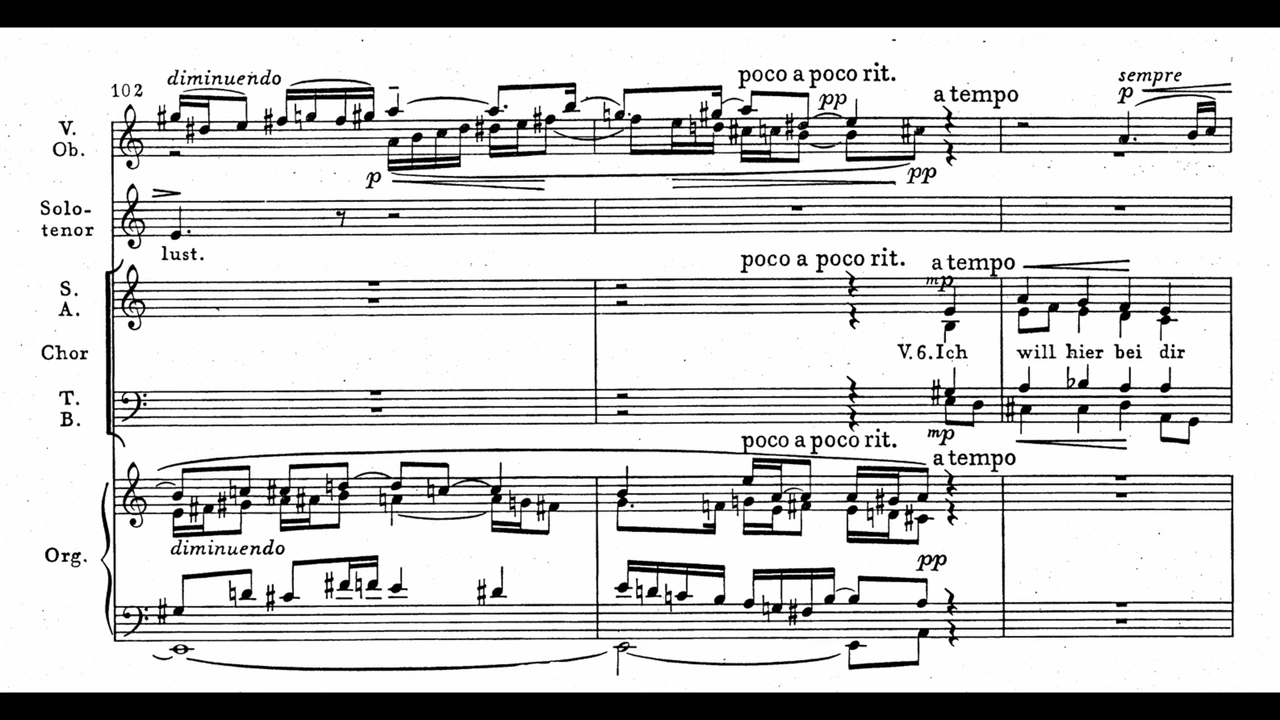 diminuendo
102
poco a poco rit.
sempre
p
pp
a tempo
V.
Ob.
p
pp
Solo-
tenor
lust.
poco a poco rit.
a tempo
mp
S.
A.
Chor
V.6.Ich will hier bei dir
T.
B.
mp
poco a poco rit.
a tempo
Org.
diminuendo
pp